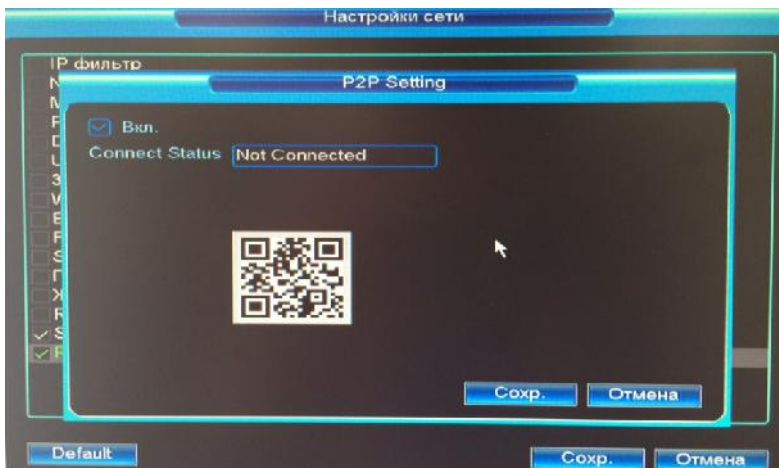 Настройки сети
IP фильтр
P2P Setting
Вкл.
Connect Status Not Connected
Сохр. Отмена
Default Сохр. Отмена